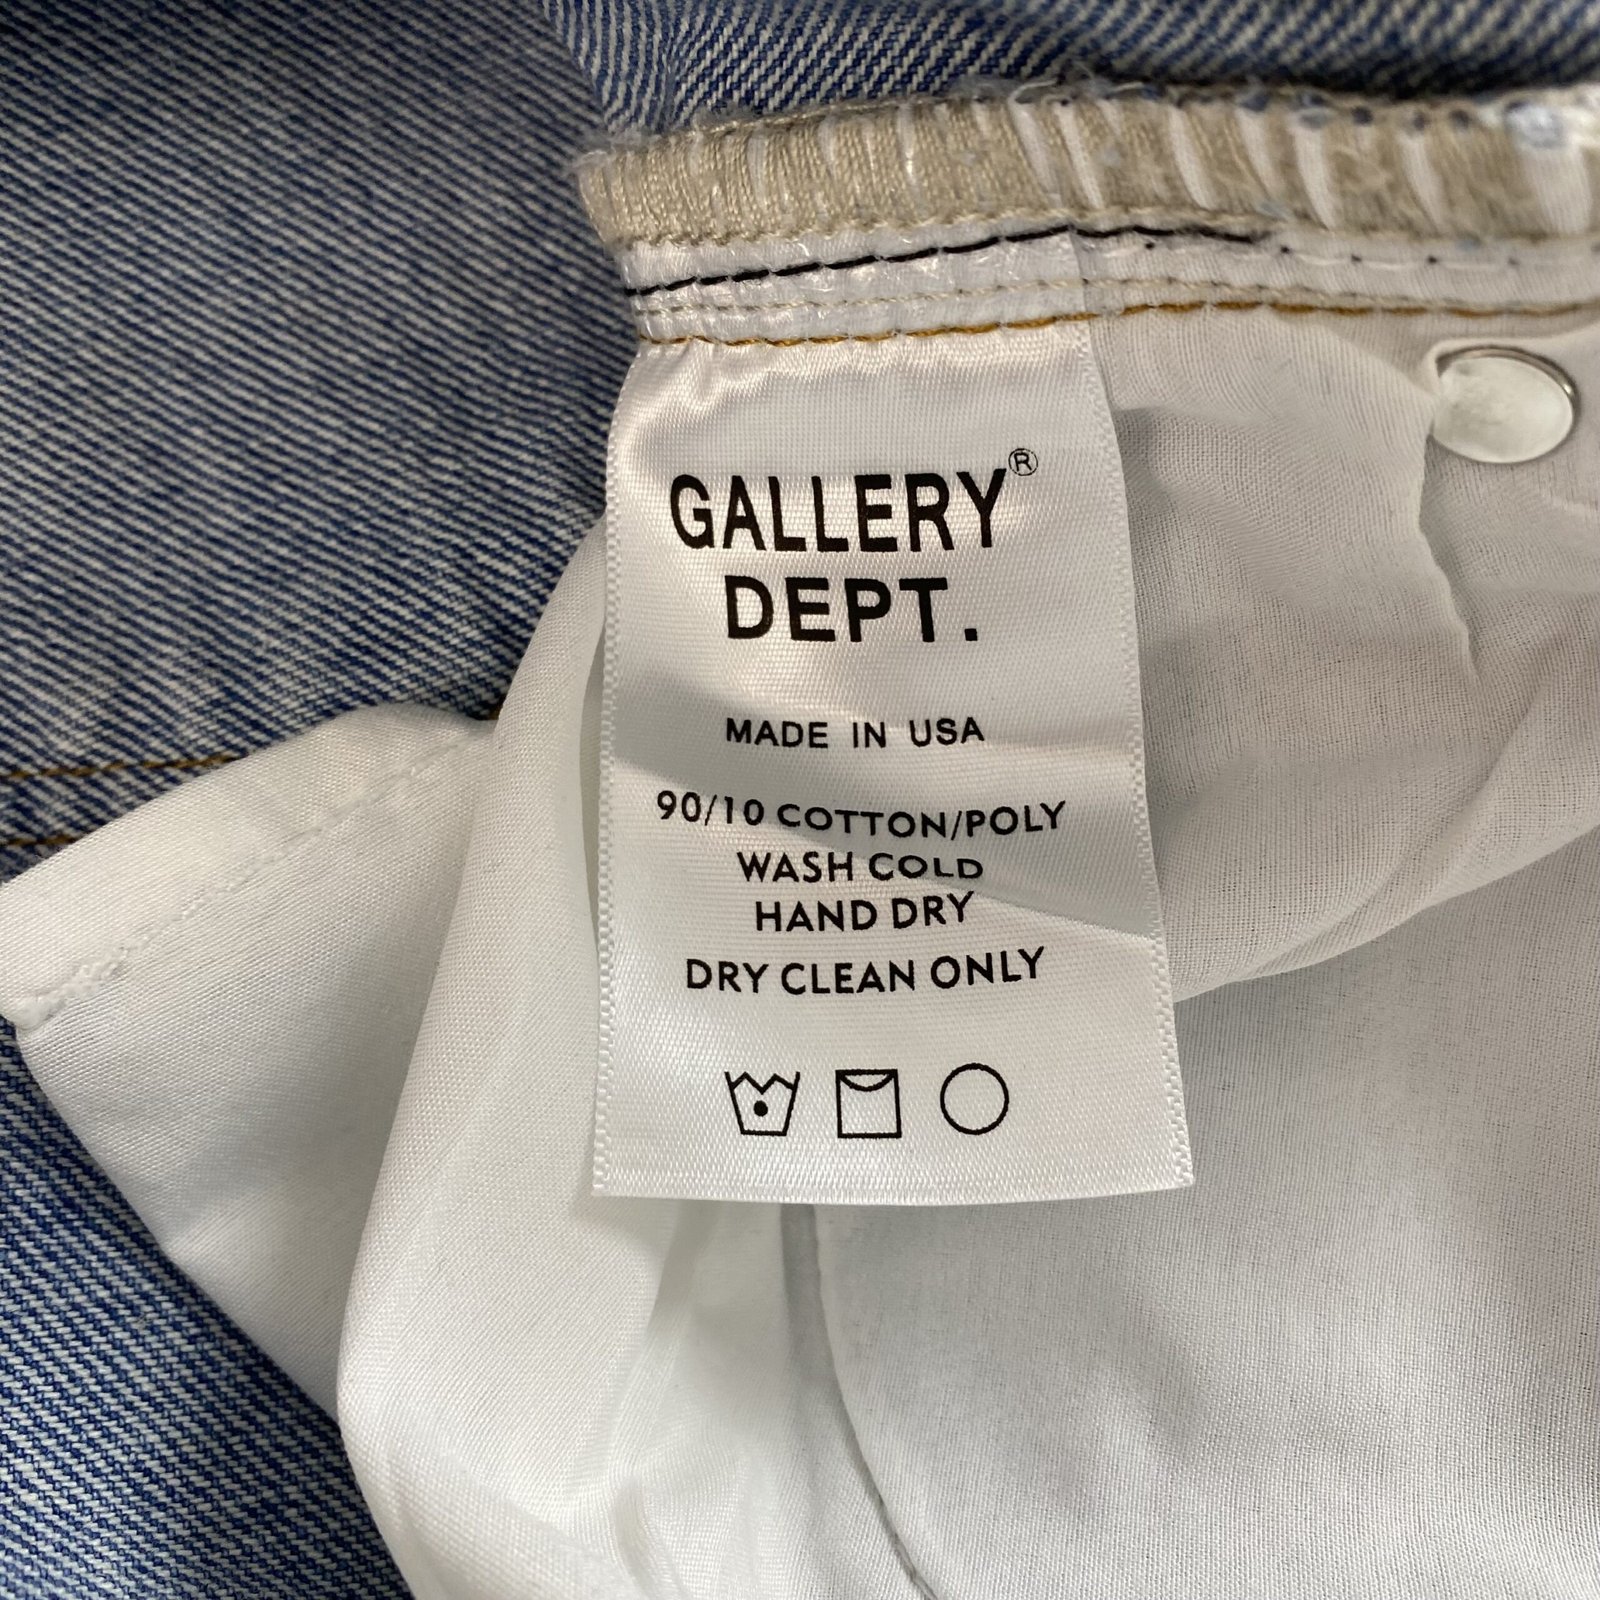 GALLERY®
DEPT.
MADE IN USA
90/10 COTTON/POLY
WASH COLD
HAND DRY
DRY CLEAN ONLY